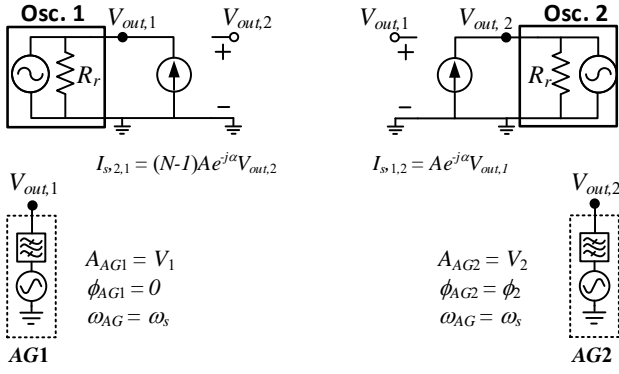 Osc. 1 V_out,1 V_out,2
R_r
+
−
V_out,1 V_out, 2 Osc. 2
+
R_r
−
I_s,2,1 = (N-1)Ae^-jα V_out,2
I_s,1,2 = Ae^-jα V_out,1
V_out,1
A_AG1 = V_1
ϕ_AG1 = 0
ω_AG = ω_s
AG1
V_out,2
A_AG2 = V_2
ϕ_AG2 = ϕ_2
ω_AG = ω_s
AG2